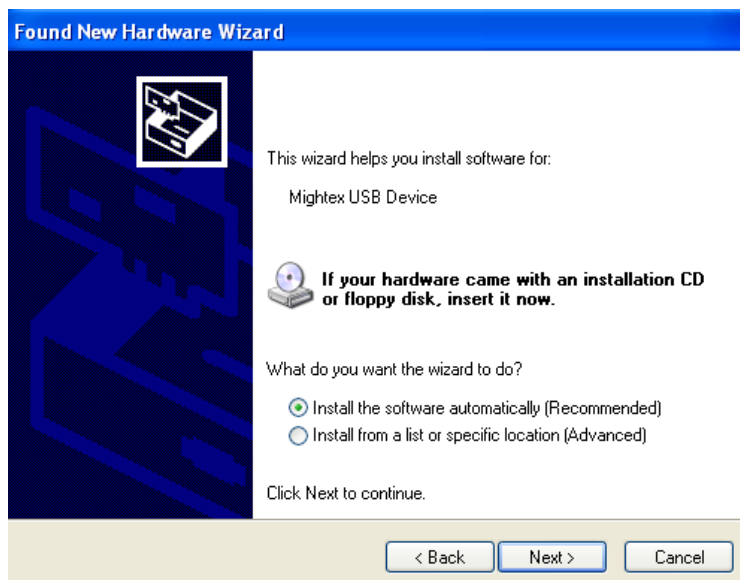 Found New Hardware Wizard
This wizard helps you install software for:
Mightex USB Device
If your hardware came with an installation CD
or floppy disk, insert it now.
What do you want the wizard to do?
Install the software automatically (Recommended)
Install from a list or specific location (Advanced)
Click Next to continue.
< Back Next > Cancel